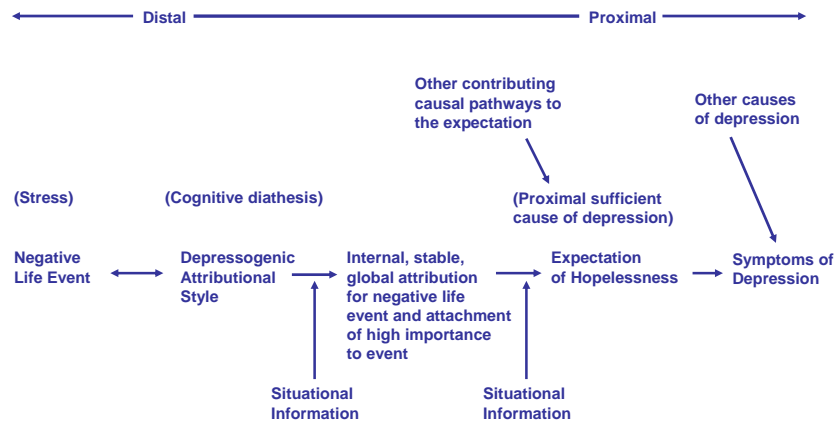 Distal
Proximal
Other contributing
causal pathways to
the expectation
Other causes
of depression
(Stress)
(Cognitive diathesis)
(Proximal sufficient
cause of depression)
Negative
Life Event
Depressogenic
Attributional
Style
Internal, stable,
global attribution
for negative life
event and attachment
of high importance
to event
Expectation
of Hopelessness
Symptoms of
Depression
Situational
Information
Situational
Information